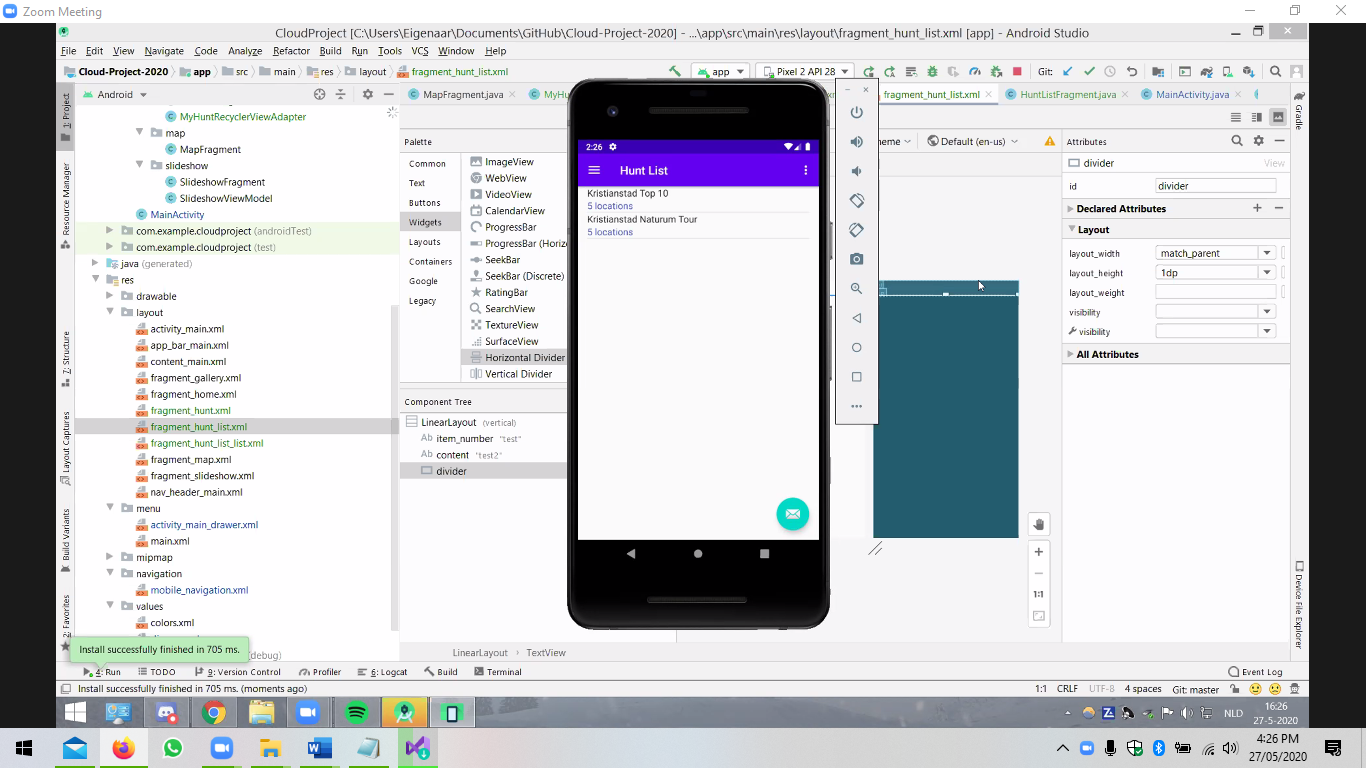 Zoom Meeting
CloudProject [C:\Users\Eigenaar\Documents\GitHub\Cloud-Project-2020] - ...\app\src\main\res\layout\fragment_hunt_list.xml [app] - Android Studio
File Edit View Navigate Code Analyze Refactor Build Run Tools VCS Window Help
Cloud-Project-2020 app src main res layout fragment_hunt_list.xml app Pixel 2 API 28 Git:
Android MapFragment.java fragment_hunt_list.xml HuntListFragment.java MainActivity.java
1: Project
Resource Manager
7: Structure
Layout Captures
Build Variants
2: Favorites
MyHuntRecyclerViewAdapter
map
MapFragment
slideshow
SlideshowFragment
SlideshowViewModel
MainActivity
com.example.cloudproject (androidTest)
com.example.cloudproject (test)
java (generated)
res
drawable
layout
activity_main.xml
app_bar_main.xml
content_main.xml
fragment_gallery.xml
fragment_home.xml
fragment_hunt.xml
fragment_hunt_list.xml
fragment_hunt_list_list.xml
fragment_map.xml
fragment_slideshow.xml
nav_header_main.xml
menu
activity_main_drawer.xml
main.xml
mipmap
navigation
mobile_navigation.xml
values
colors.xml
(debug)
Install successfully finished in 705 ms.
Palette
Common
Text
Buttons
Widgets
Layouts
Containers
Google
Legacy
ImageView
WebView
VideoView
CalendarView
ProgressBar
ProgressBar (Horiz
SeekBar
SeekBar (Discrete)
RatingBar
SearchView
TextureView
SurfaceView
Horizontal Divider
Vertical Divider
Component Tree
LinearLayout (vertical)
Ab item_number "test"
Ab content "test2"
divider
2:26
Hunt List
Kristianstad Top 10
5 locations
Kristianstad Naturum Tour
5 locations
eme Default (en-us)
1:1
Attributes
divider View
id divider
Declared Attributes
Layout
layout_width match_parent
layout_height 1dp
layout_weight
visibility
visibility
All Attributes
Gradle
Device File Explorer
LinearLayout TextView
4: Run TODO 9: Version Control Profiler 6: Logcat Build Terminal Event Log
Install successfully finished in 705 ms. (moments ago) 1:1 CRLF UTF-8 4 spaces Git: master
NLD 16:26
27-5-2020
4:26 PM
27/05/2020